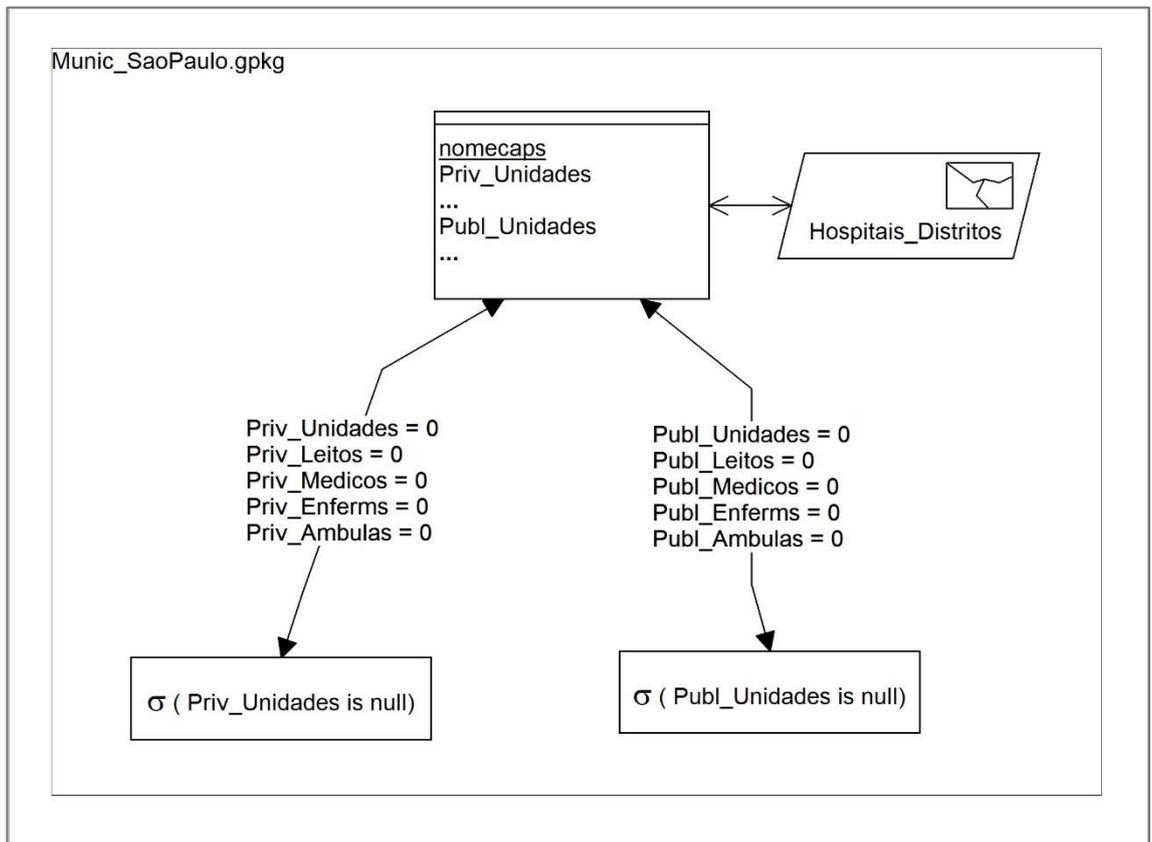 Munic_SaoPaulo.gpkg
nomecaps
Priv_Unidades
...
Publ_Unidades
...
Hospitais_Distritos
Priv_Unidades = 0
Priv_Leitos = 0
Priv_Medicos = 0
Priv_Enferms = 0
Priv_Ambulas = 0
Publ_Unidades = 0
Publ_Leitos = 0
Publ_Medicos = 0
Publ_Enferms = 0
Publ_Ambulas = 0
σ ( Priv_Unidades is null)
σ ( Publ_Unidades is null)